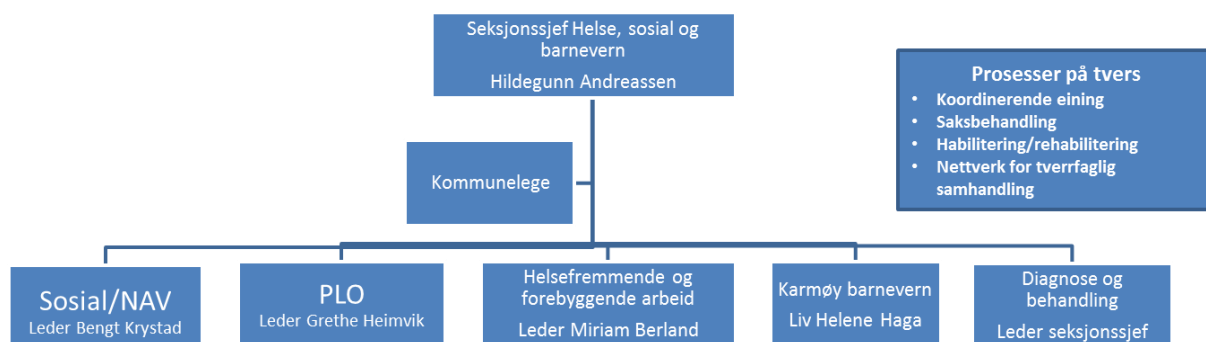 Seksjonssjef Helse, sosial og
barnevern
Hildegunn Andreassen
Prosesser på tvers
• Koordinerende eining
• Saksbehandling
• Habilitering/rehabilitering
• Nettverk for tverrfaglig
samhandling
Kommunelege
Sosial/NAV
Leder Bengt Krystad
PLO
Leder Grethe Heimvik
Helsefremmende og
forebyggende arbeid
Leder Miriam Berland
Karmøy barnevern
Liv Helene Haga
Diagnose og
behandling
Leder seksjonssjef